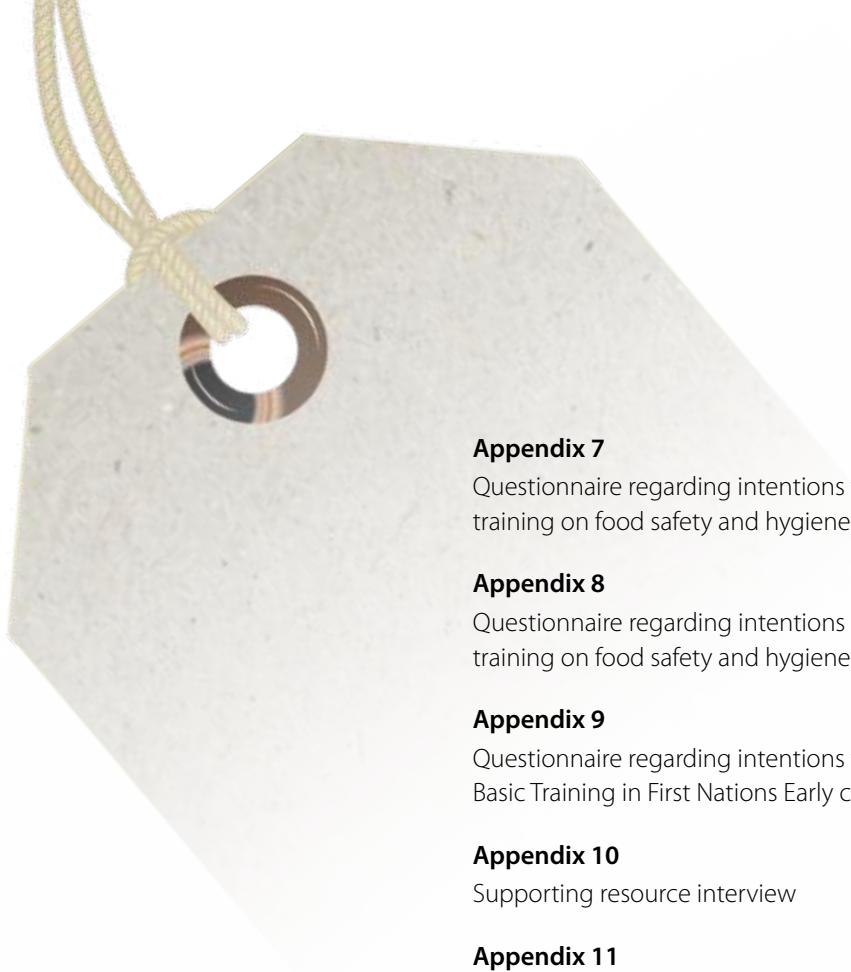 Appendix 7
Questionnaire regarding intentions
training on food safety and hygiene
Appendix 8
Questionnaire regarding intentions
training on food safety and hygiene
Appendix 9
Questionnaire regarding intentions
Basic Training in First Nations Early
Appendix 10
Supporting resource interview
Appendix 11